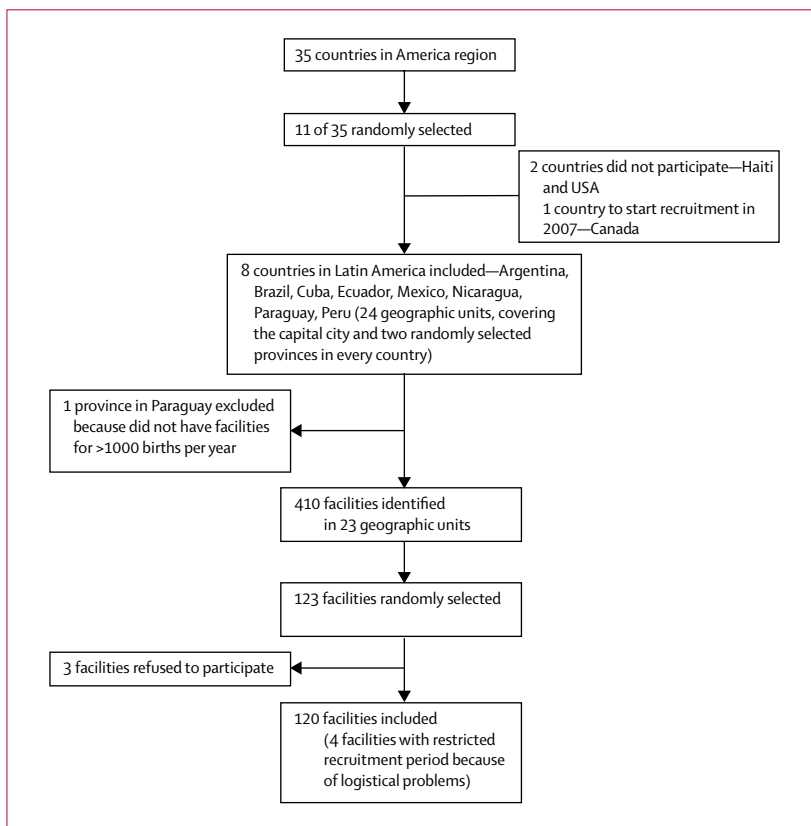 35 countries in America region
11 of 35 randomly selected
2 countries did not participate—Haiti
and USA
1 country to start recruitment in
2007—Canada
8 countries in Latin America included—Argentina,
Brazil, Cuba, Ecuador, Mexico, Nicaragua,
Paraguay, Peru (24 geographic units, covering
the capital city and two randomly selected
provinces in every country)
1 province in Paraguay excluded
because did not have facilities
for >1000 births per year
410 facilities identified
in 23 geographic units
123 facilities randomly selected
3 facilities refused to participate
120 facilities included
(4 facilities with restricted
recruitment period because
of logistical problems)